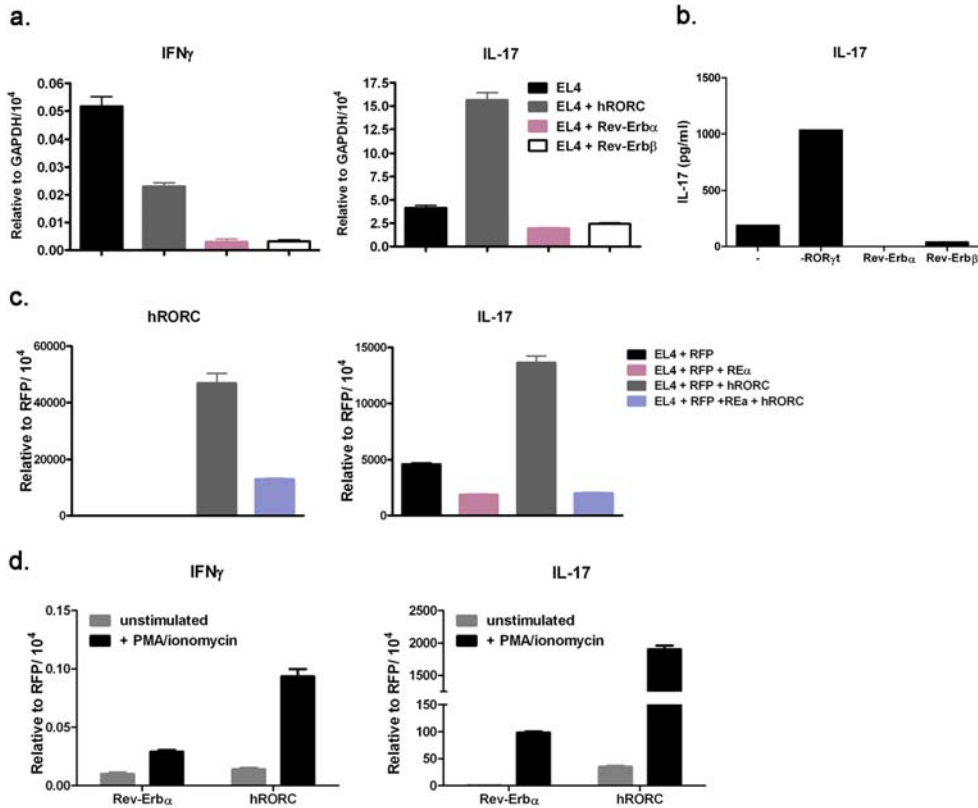 a.
IFNγ
Relative to GAPDH/10⁴
0.06
0.05
0.04
0.03
0.02
0.01
0.00
IL-17
Relative to GAPDH/10⁴
17.5
15.0
12.5
10.0
7.5
5.0
2.5
0.0
EL4
EL4 + hRORC
EL4 + Rev-Erbα
EL4 + Rev-Erbβ
b.
IL-17
IL-17 (pg/ml)
1500
1000
500
0
- -RORγt Rev-Erbα Rev-Erbβ
c.
hRORC
Relative to RFP/ 10⁴
60000
40000
20000
0
IL-17
Relative to RFP/ 10⁴
15000
10000
5000
0
EL4 + RFP
EL4 + RFP + REα
EL4 + RFP + hRORC
EL4 + RFP +REa + hRORC
d.
IFNγ
Relative to RFP/ 10⁴
0.15
0.10
0.05
0.00
unstimulated
+ PMA/ionomycin
Rev-Erbα hRORC
IL-17
Relative to RFP/ 10⁴
2500
2000
1500
100
50
0
unstimulated
+ PMA/ionomycin
Rev-Erbα hRORC